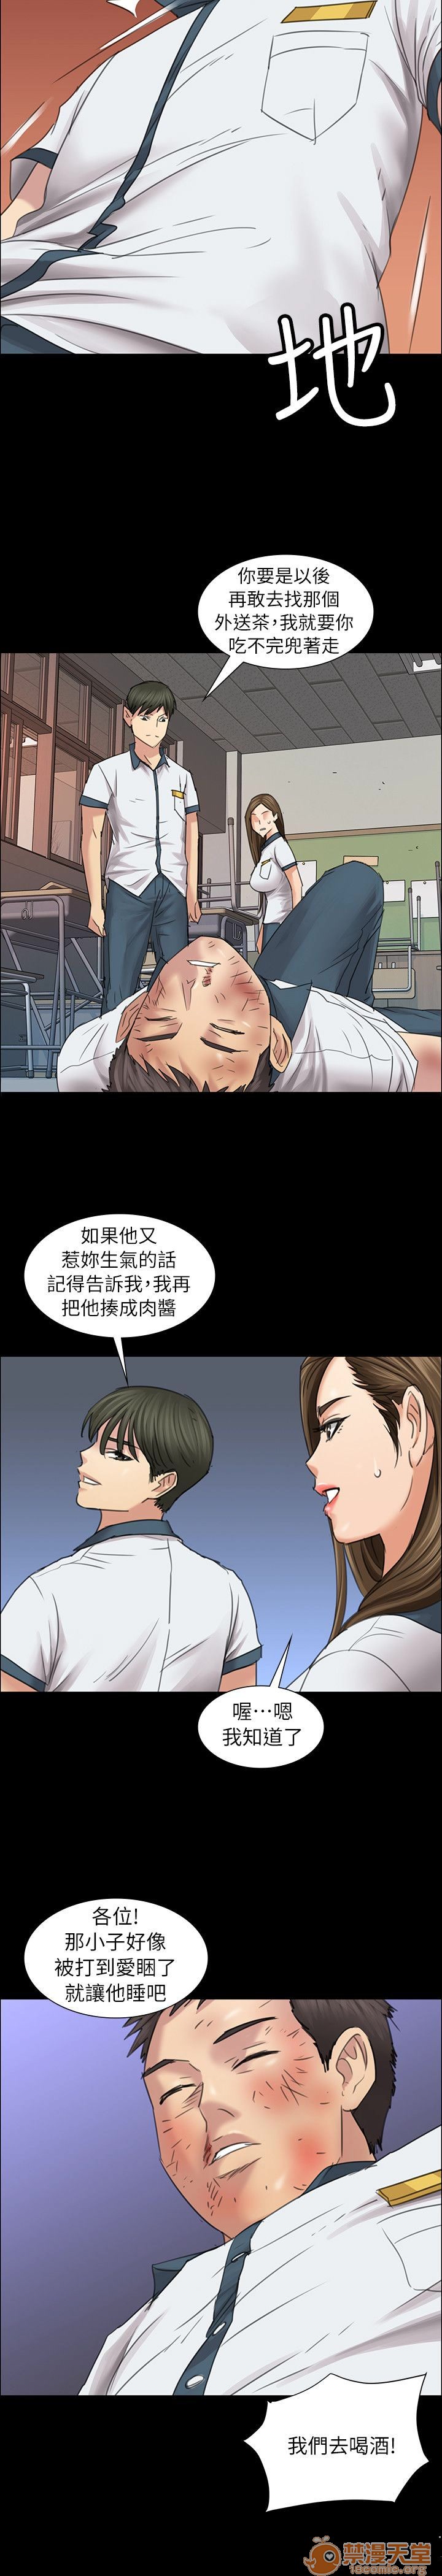 地
你要是以後
再敢去找那個
外送茶，我就要你
吃不完兜著走
如果他又
惹妳生氣的話
記得告訴我，我再
把他揍成肉醬
喔⋯嗯
我知道了
各位!
那小子好像
被打到愛睏了
就讓他睡吧
我們去喝酒!
禁漫天堂
18comic.org